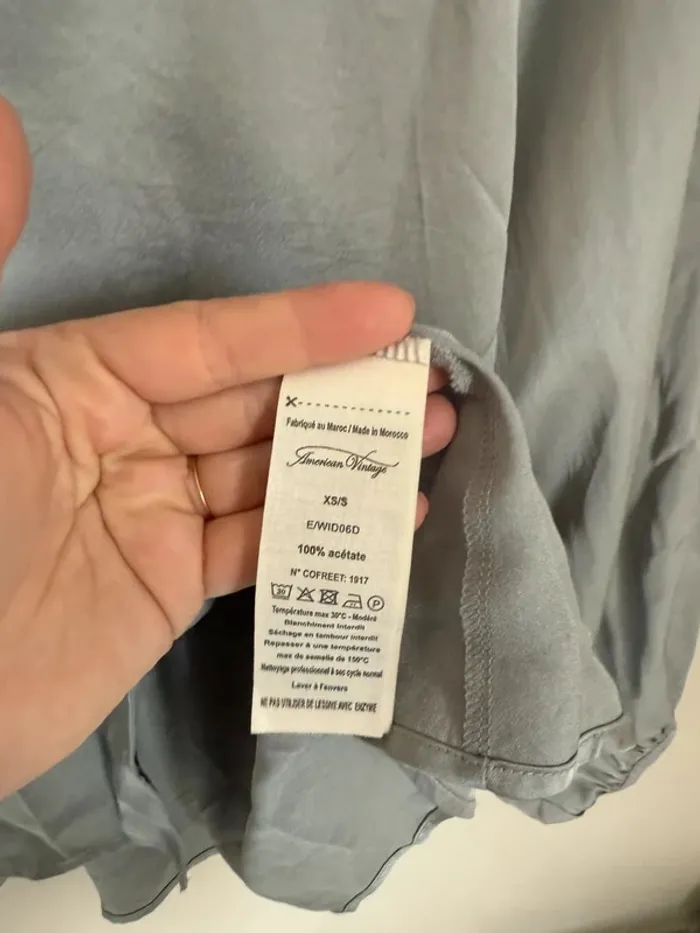 Fabriqué au Maroc / Made in Morocco
American Vintage
XS/S
E/WID06D
100% acétate
N° COFREET: 1917
30 P
Température max 30°C - Modéré
Blanchiment interdit
Séchage en tambour interdit
Repasser à une température
max de semelle de 150°C
Nettoyage professionnel à sec cycle normal
Laver à l'envers
NE PAS UTILISER DE LESSIVE AVEC ENZYME